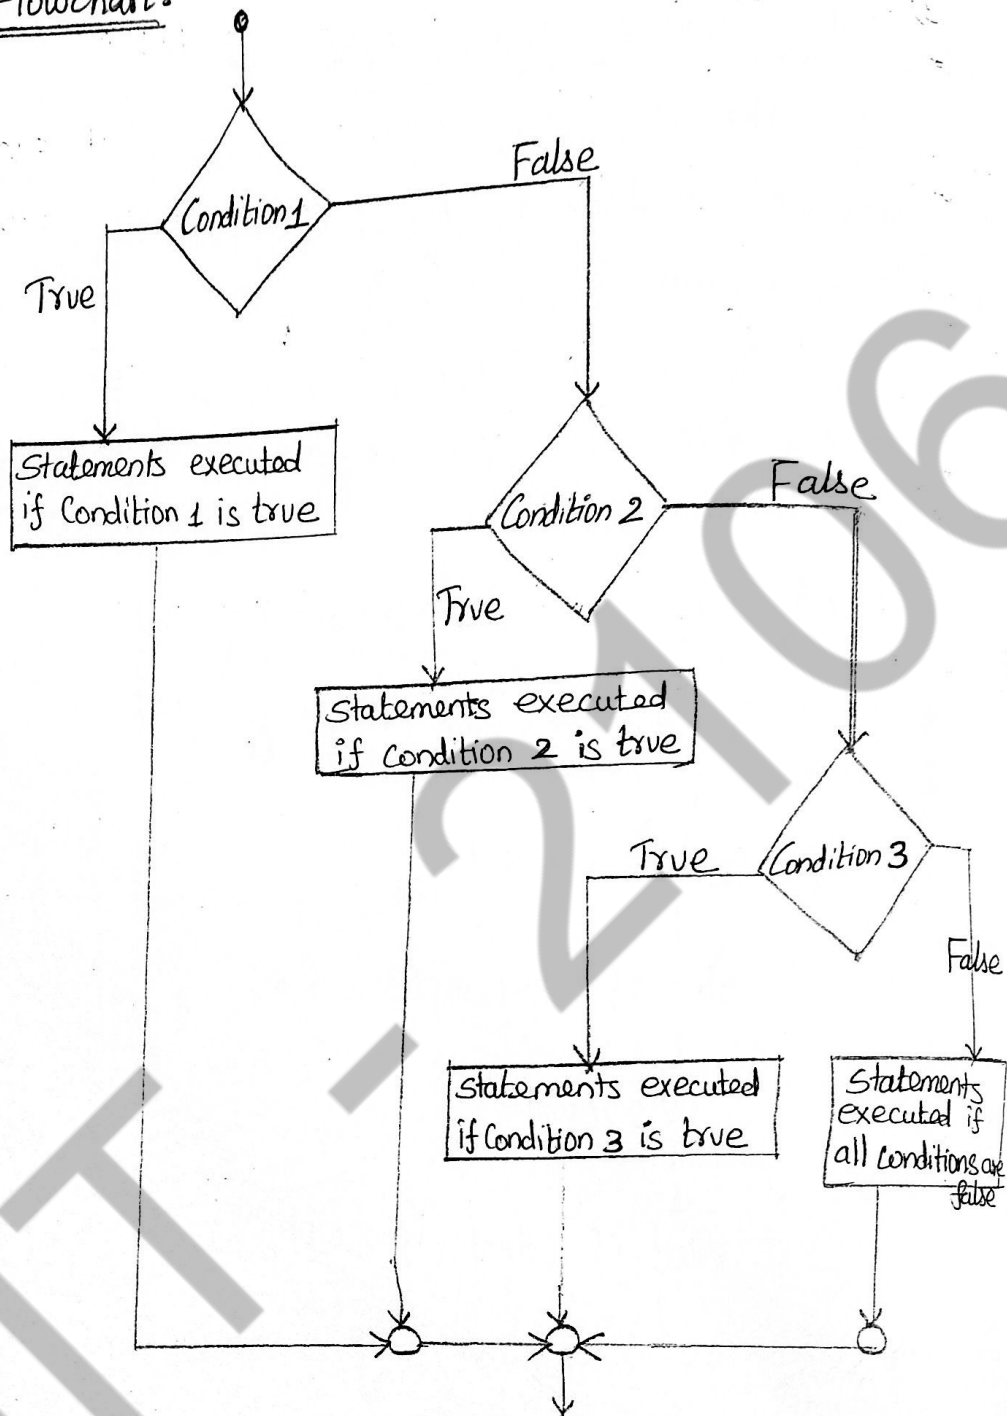 Flowchart:
False
Condition 1
True
Statements executed
if Condition 1 is true
False
Condition 2
True
Statements executed
if condition 2 is true
True
Condition 3
False
Statements executed
if Condition 3 is true
Statements
executed if
all conditions are
false
IT - 2106